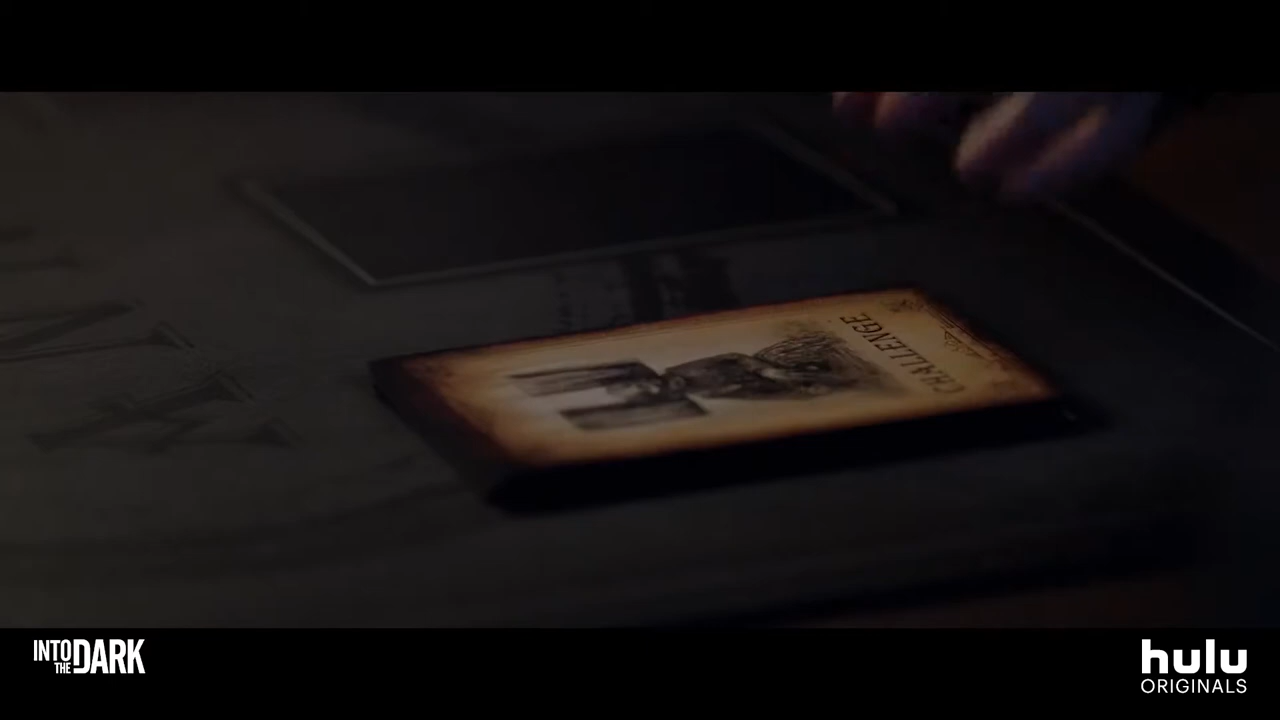 CHALLENGE
INTO
THE DARK
hulu
ORIGINALS